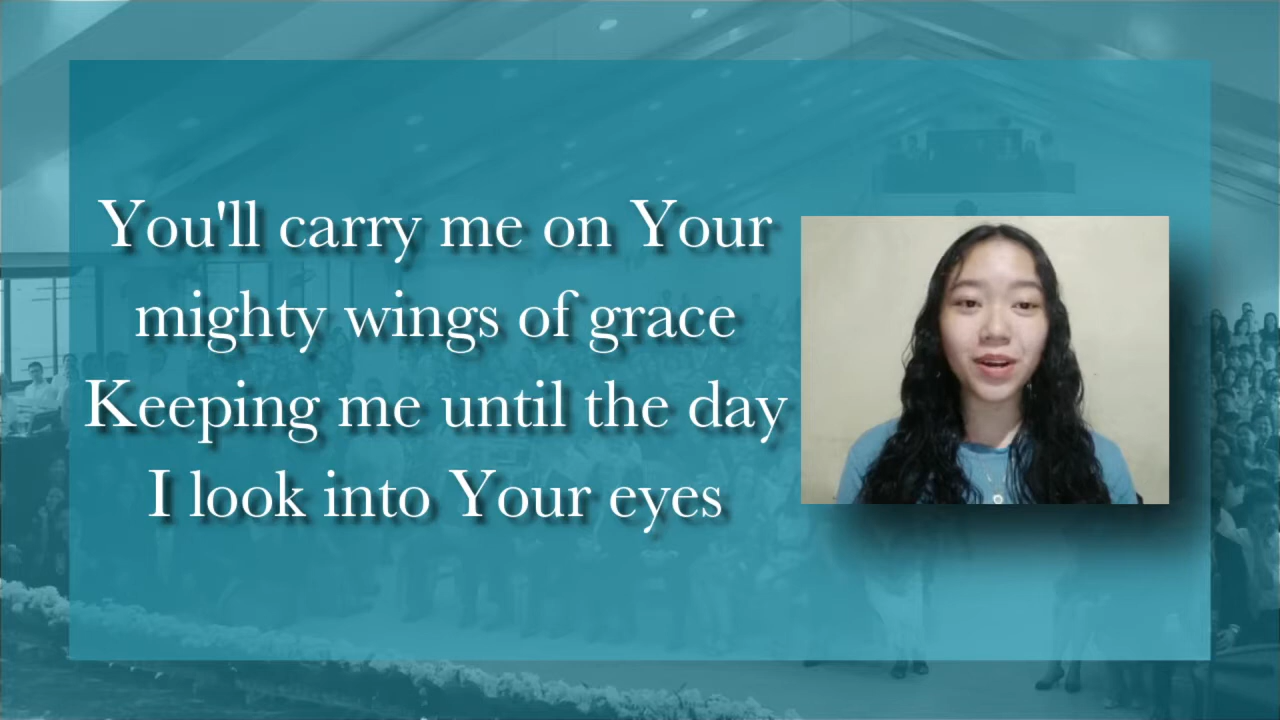 You'll carry me on Your
mighty wings of grace
Keeping me until the day
I look into Your eyes